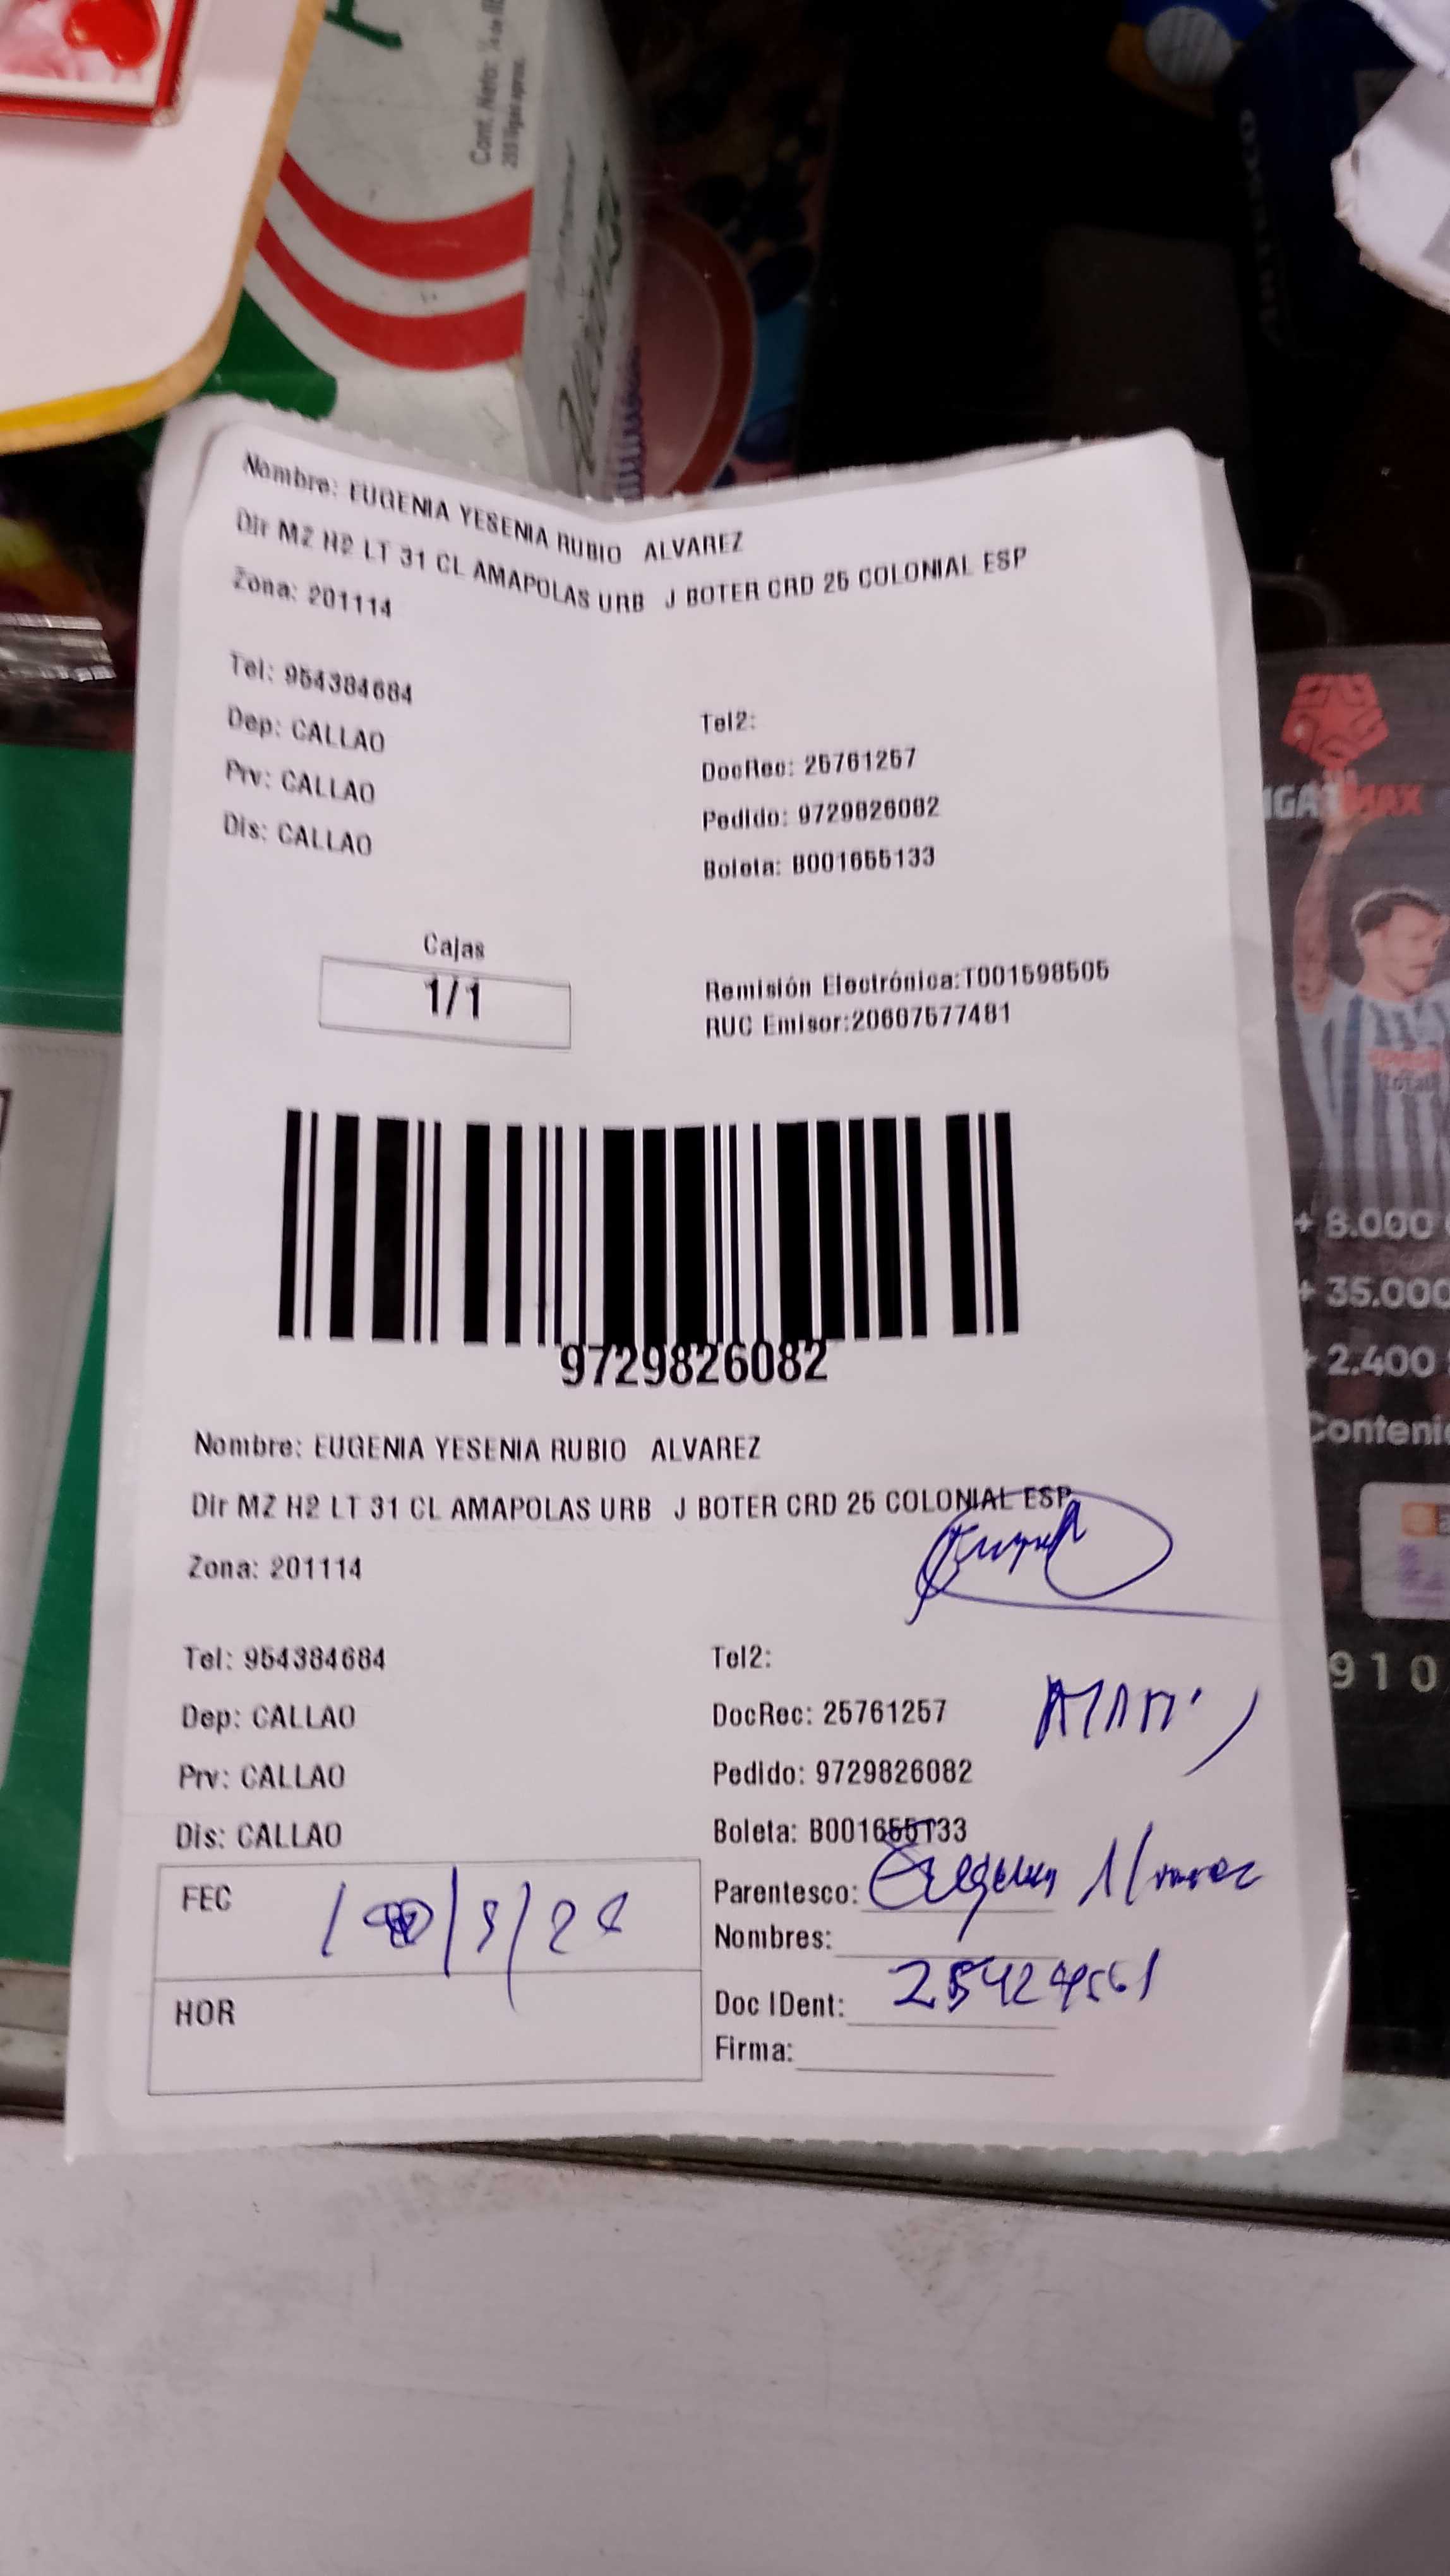 Cont. Neto:
Nombre: EUGENIA YESENIA RUBIO ALVAREZ
Dir MZ H2 LT 31 CL AMAPOLAS URB J BOTER CRD 25 COLONIAL ESP
Zona: 201114
Tel: 954384684
Dep: CALLAO
Prv: CALLAO
Dis: CALLAO
Tel2:
DocRec: 25761257
Pedido: 9729826082
Boleta: B001655133
Cajas
1/1
Remisión Electrónica:T001598505
RUC Emisor:20607577481
9729826082
Nombre: EUGENIA YESENIA RUBIO ALVAREZ
Dir MZ H2 LT 31 CL AMAPOLAS URB J BOTER CRD 25 COLONIAL ESP
Zona: 201114
Tel: 954384684
Dep: CALLAO
Prv: CALLAO
Dis: CALLAO
Tel2:
DocRec: 25761257
Pedido: 9729826082
Boleta: B001655133
FEC
HOR
Parentesco:
Nombres:
Doc IDent:
Firma:
MAX
+ 35.000
+ 2.400
910